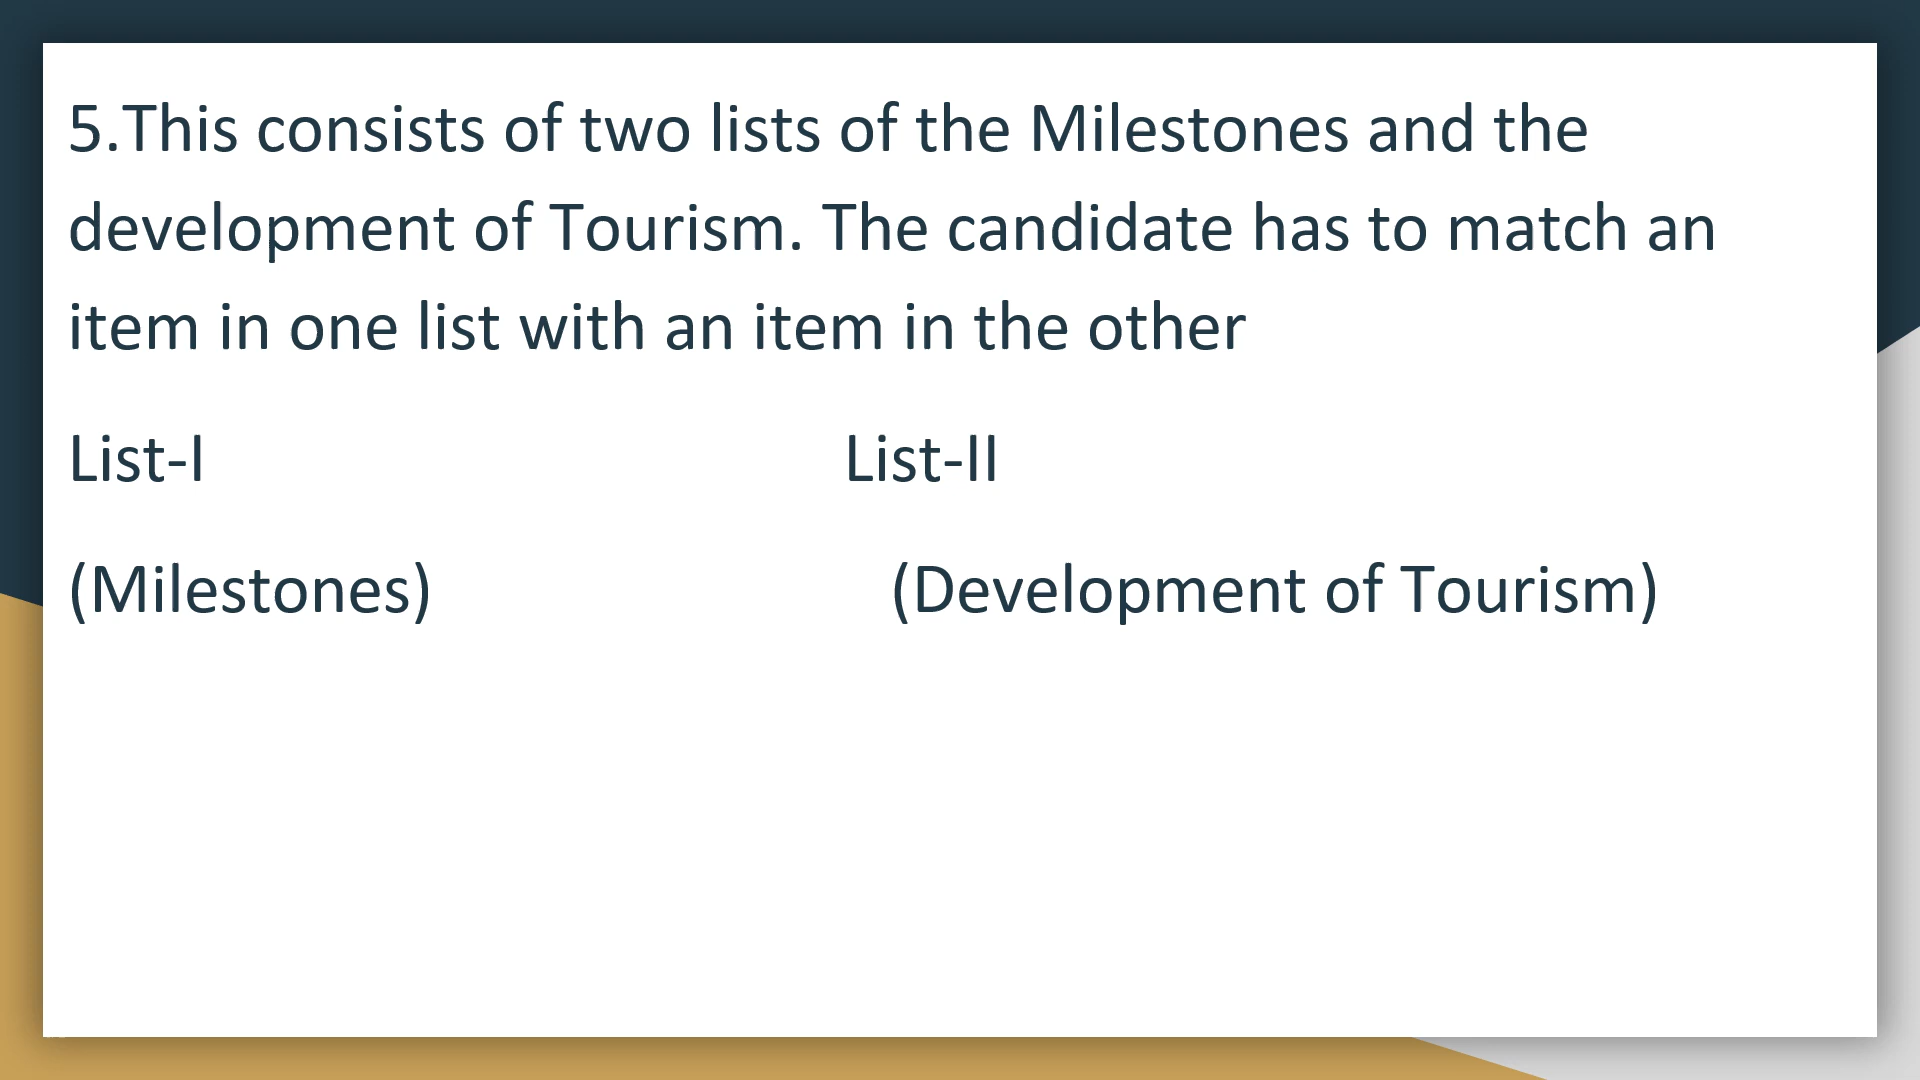 5.This consists of two lists of the Milestones and the
development of Tourism. The candidate has to match an
item in one list with an item in the other
List-I List-II
(Milestones) (Development of Tourism)